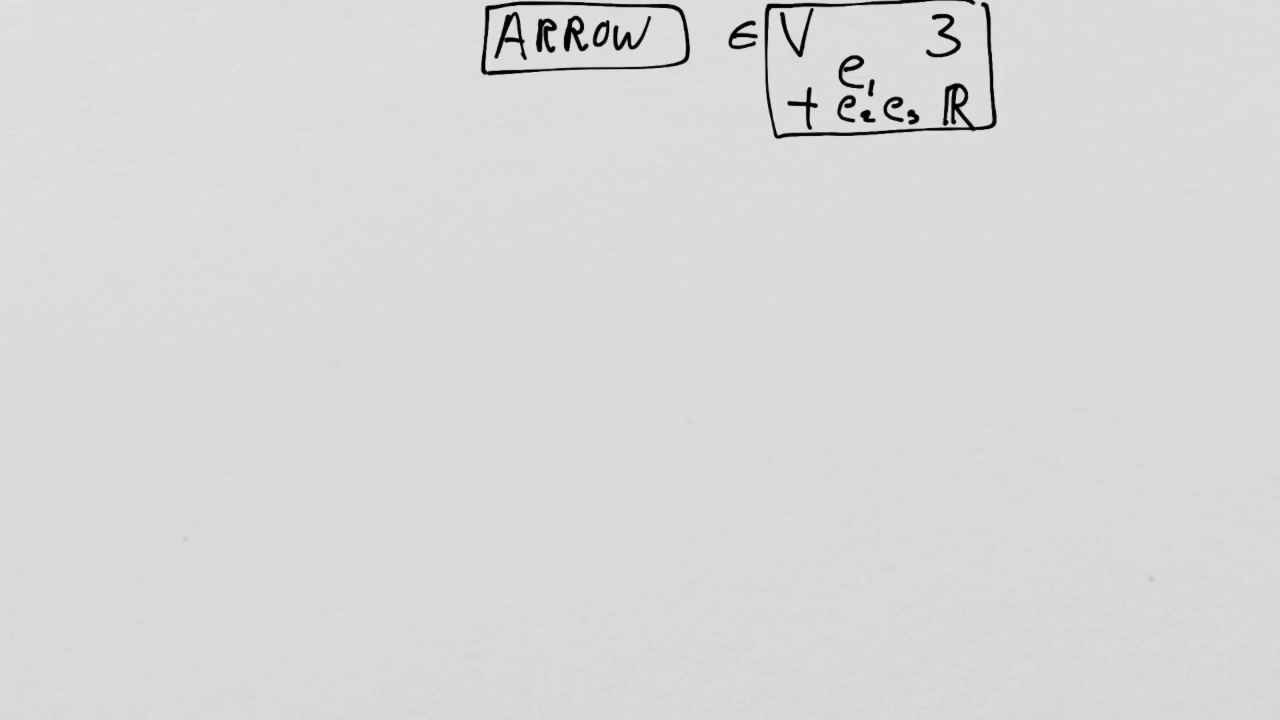 ARROW ∈ V 3
e₁
+ e₂ e₃ ℝ